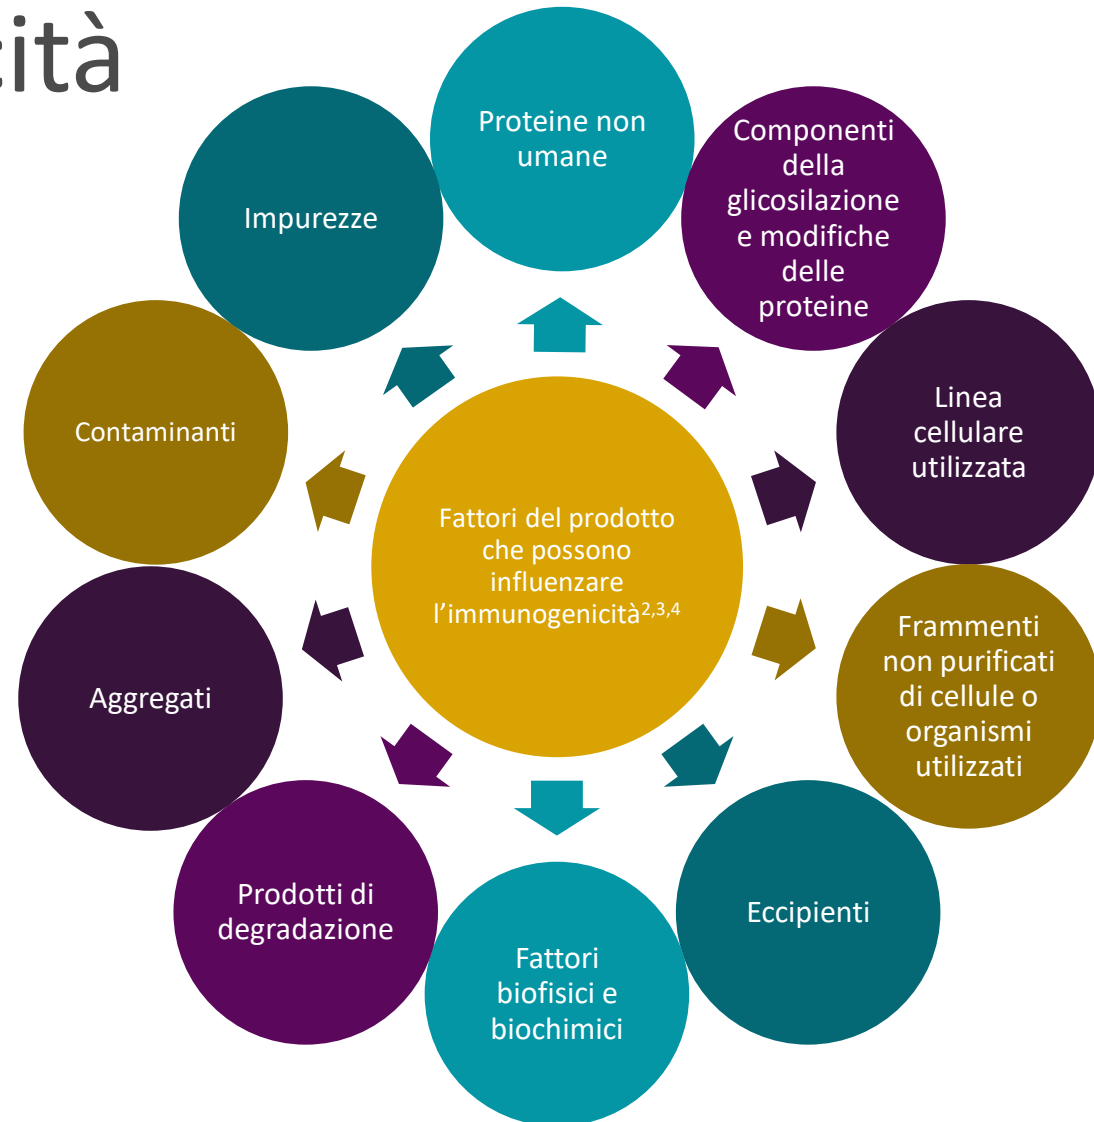 cità
Proteine non
umane
Componenti
della
glicosilazione
e modifiche
delle
proteine
Linea
cellulare
utilizzata
Frammenti
non purificati
di cellule o
organismi
utilizzati
Eccipienti
Fattori
biofisici e
biochimici
Prodotti di
degradazione
Aggregati
Contaminanti
Impurezze
Fattori del prodotto
che possono
influenzare
l’immunogenicità2,3,4